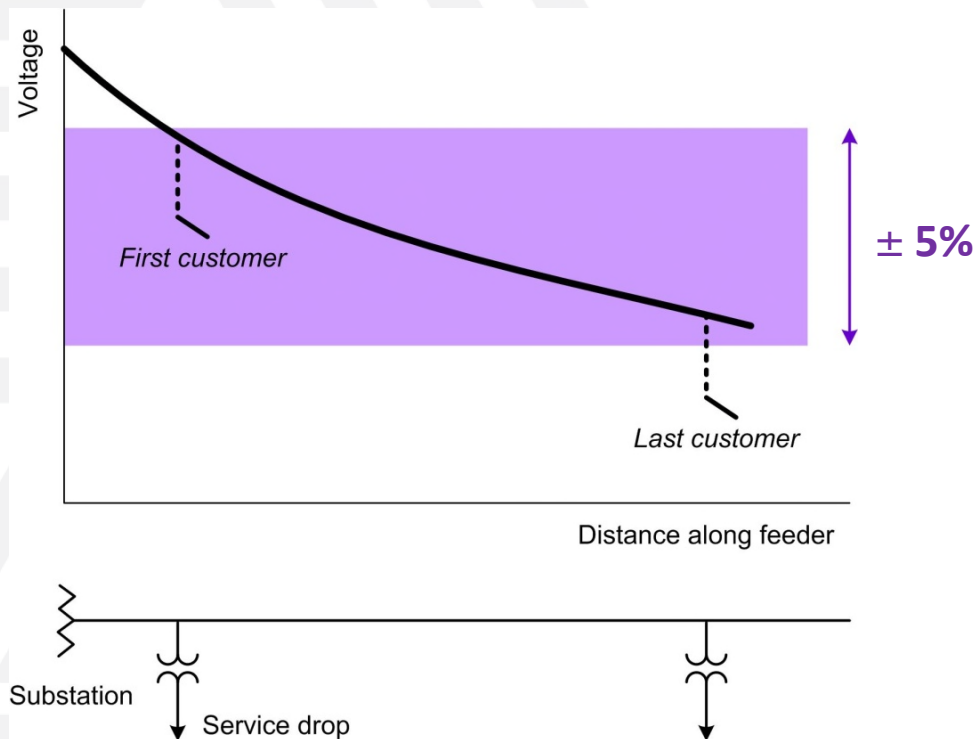 Voltage
First customer
± 5%
Last customer
Distance along feeder
Substation
Service drop